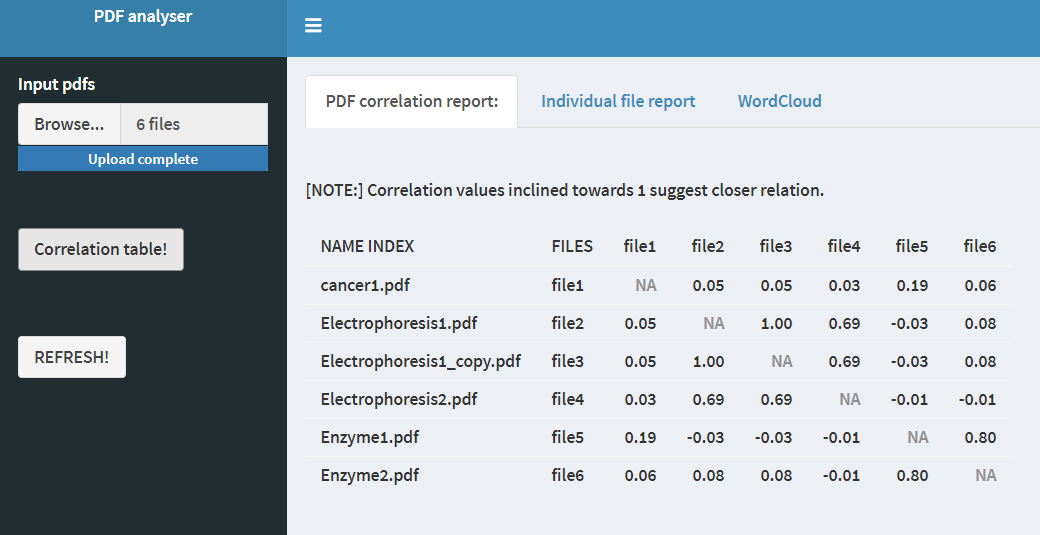 PDF analyser
Input pdfs
Browse... 6 files
Upload complete
Correlation table!
REFRESH!
PDF correlation report: Individual file report WordCloud
[NOTE:] Correlation values inclined towards 1 suggest closer relation.
NAME INDEX FILES file1 file2 file3 file4 file5 file6
cancer1.pdf file1 NA 0.05 0.05 0.03 0.19 0.06
Electrophoresis1.pdf file2 0.05 NA 1.00 0.69 -0.03 0.08
Electrophoresis1_copy.pdf file3 0.05 1.00 NA 0.69 -0.03 0.08
Electrophoresis2.pdf file4 0.03 0.69 0.69 NA -0.01 -0.01
Enzyme1.pdf file5 0.19 -0.03 -0.03 -0.01 NA 0.80
Enzyme2.pdf file6 0.06 0.08 0.08 -0.01 0.80 NA